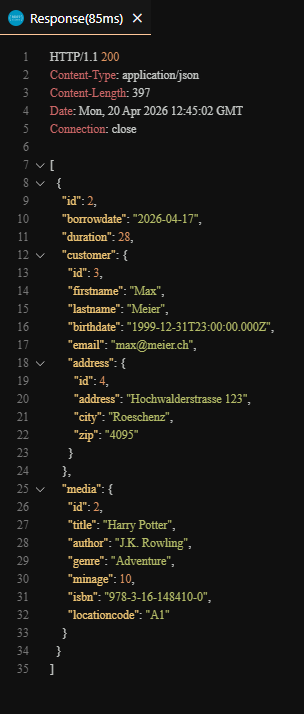 Response(85ms) ×
1 HTTP/1.1 200
2 Content-Type: application/json
3 Content-Length: 397
4 Date: Mon, 20 Apr 2026 12:45:02 GMT
5 Connection: close
6
7 [
8 {
9 "id": 2,
10 "borrowdate": "2026-04-17",
11 "duration": 28,
12 "customer": {
13 "id": 3,
14 "firstname": "Max",
15 "lastname": "Meier",
16 "birthdate": "1999-12-31T23:00:00.000Z",
17 "email": "max@meier.ch",
18 "address": {
19 "id": 4,
20 "address": "Hochwalderstrasse 123",
21 "city": "Roeschenz",
22 "zip": "4095"
23 }
24 },
25 "media": {
26 "id": 2,
27 "title": "Harry Potter",
28 "author": "J.K. Rowling",
29 "genre": "Adventure",
30 "minage": 10,
31 "isbn": "978-3-16-148410-0",
32 "locationcode": "A1"
33 }
34 }
35 ]